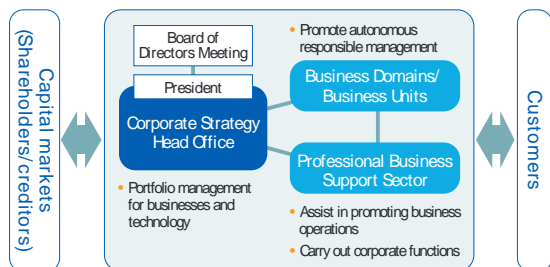 Capital markets
(Shareholders/creditors)
Board of
Directors Meeting
President
Corporate Strategy
Head Office
• Portfolio management
for businesses and
technology
• Promote autonomous
responsible management
Business Domains/
Business Units
Professional Business
Support Sector
• Assist in promoting business
operations
• Carry out corporate functions
Customers